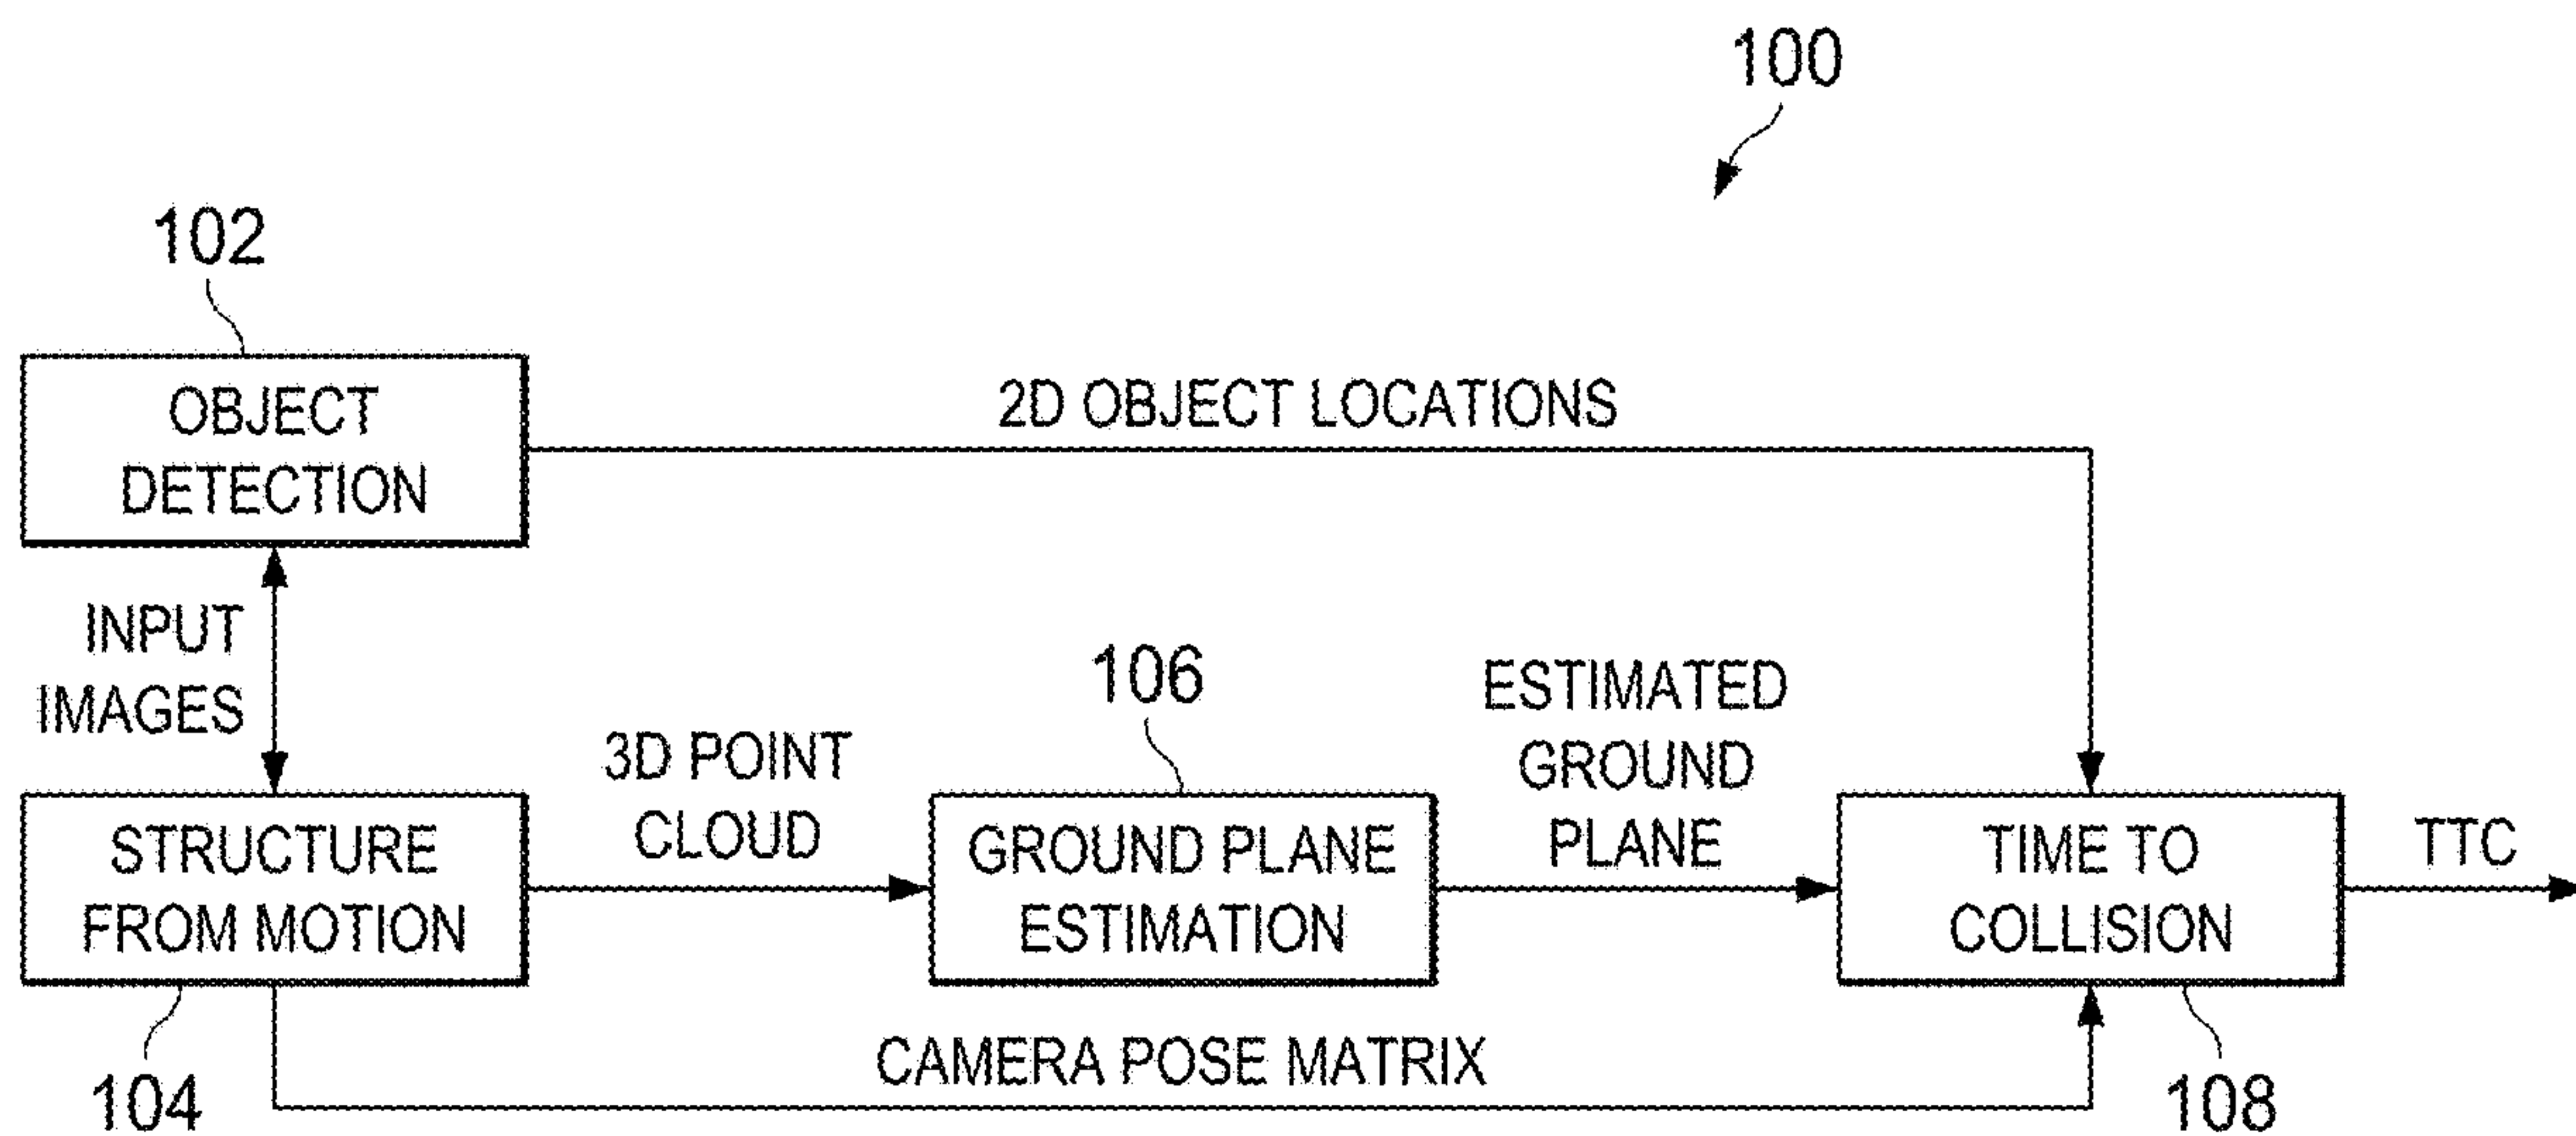 100
102
OBJECT
DETECTION
2D OBJECT LOCATIONS
INPUT
IMAGES
STRUCTURE
FROM MOTION
104
3D POINT
CLOUD
106
GROUND PLANE
ESTIMATION
ESTIMATED
GROUND
PLANE
TIME TO
COLLISION
TTC
CAMERA POSE MATRIX
108